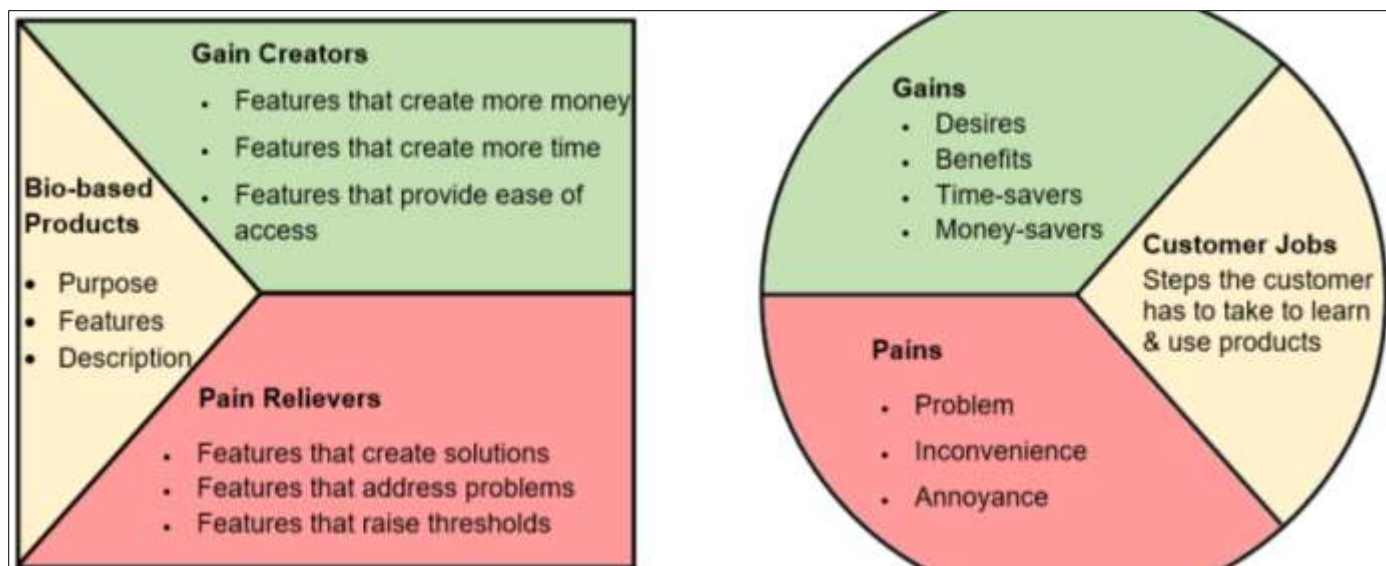 Gain Creators
• Features that create more money
• Features that create more time
• Features that provide ease of
access
Bio-based
Products
• Purpose
• Features
• Description
Pain Relievers
• Features that create solutions
• Features that address problems
• Features that raise thresholds
Gains
• Desires
• Benefits
• Time-savers
• Money-savers
Customer Jobs
Steps the customer
has to take to learn
& use products
Pains
• Problem
• Inconvenience
• Annoyance